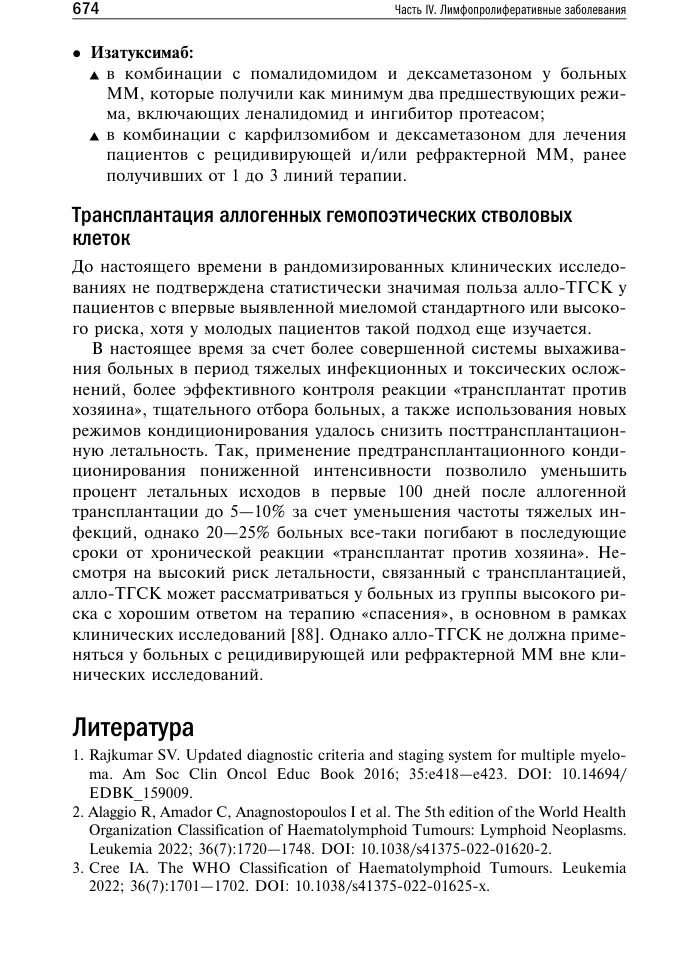 674
Часть IV. Лимфопролиферативные заболевания
● Изатуксимаб:
▲ в комбинации с помалидомидом и дексаметазоном у больных
ММ, которые получили как минимум два предшествующих режи-
ма, включающих леналидомид и ингибитор протеасом;
▲ в комбинации с карфилзомибом и дексаметазоном для лечения
пациентов с рецидивирующей и/или рефрактерной ММ, ранее
получивших от 1 до 3 линий терапии.
Трансплантация аллогенных гемопоэтических стволовых
клеток
До настоящего времени в рандомизированных клинических исследо-
ваниях не подтверждена статистически значимая польза алло-ТГСК у
пациентов с впервые выявленной миеломой стандартного или высоко-
го риска, хотя у молодых пациентов такой подход еще изучается.
В настоящее время за счет более совершенной системы выхажива-
ния больных в период тяжелых инфекционных и токсических ослож-
нений, более эффективного контроля реакции «трансплантат против
хозяина», тщательного отбора больных, а также использования новых
режимов кондиционирования удалось снизить посттрансплантацион-
ную летальность. Так, применение предтрансплантационного конди-
ционирования пониженной интенсивности позволило уменьшить
процент летальных исходов в первые 100 дней после аллогенной
трансплантации до 5—10% за счет уменьшения частоты тяжелых ин-
фекций, однако 20—25% больных все-таки погибают в последующие
сроки от хронической реакции «трансплантат против хозяина». Не-
смотря на высокий риск летальности, связанный с трансплантацией,
алло-ТГСК может рассматриваться у больных из группы высокого ри-
ска с хорошим ответом на терапию «спасения», в основном в рамках
клинических исследований [88]. Однако алло-ТГСК не должна приме-
няться у больных с рецидивирующей или рефрактерной ММ вне кли-
нических исследований.
Литература
1. Rajkumar SV. Updated diagnostic criteria and staging system for multiple myelo-
ma. Am Soc Clin Oncol Educ Book 2016; 35:e418—e423. DOI: 10.14694/
EDBK_159009.
2. Alaggio R, Amador C, Anagnostopoulos I et al. The 5th edition of the World Health
Organization Classification of Haematolymphoid Tumours: Lymphoid Neoplasms.
Leukemia 2022; 36(7):1720—1748. DOI: 10.1038/s41375-022-01620-2.
3. Cree IA. The WHO Classification of Haematolymphoid Tumours. Leukemia
2022; 36(7):1701—1702. DOI: 10.1038/s41375-022-01625-x.